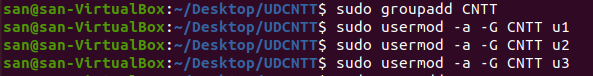 san@san-VirtualBox:~/Desktop/UDCNTT$ sudo groupadd CNTT
san@san-VirtualBox:~/Desktop/UDCNTT$ sudo usermod -a -G CNTT u1
san@san-VirtualBox:~/Desktop/UDCNTT$ sudo usermod -a -G CNTT u2
san@san-VirtualBox:~/Desktop/UDCNTT$ sudo usermod -a -G CNTT u3